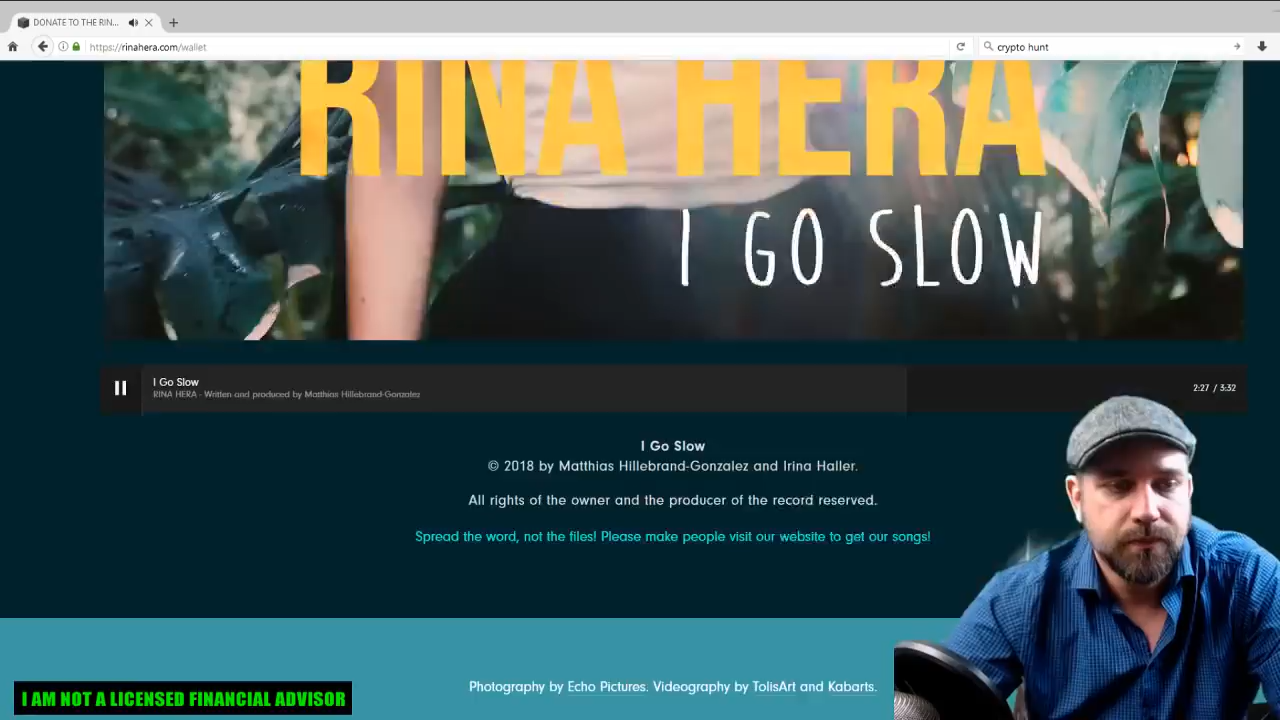 DONATE TO THE RIN...
https://rinahera.com/wallet
crypto hunt
RINA HERA
I GO SLOW
I Go Slow
RINA HERA - Written and produced by Matthias Hillebrand-Gonzalez
2:27 / 3:32
I Go Slow
© 2018 by Matthias Hillebrand-Gonzalez and Irina Haller.
All rights of the owner and the producer of the record reserved.
Spread the word, not the files! Please make people visit our website to get our songs!
Photography by Echo Pictures. Videography by TolisArt and Kabarts.
I AM NOT A LICENSED FINANCIAL ADVISOR